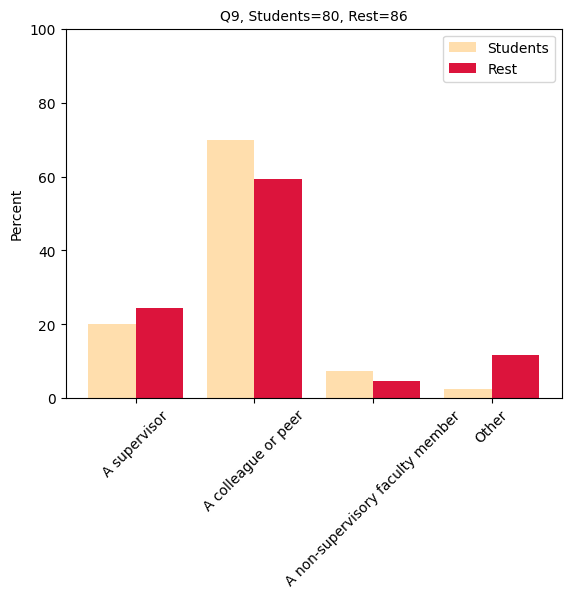 Q9, Students=80, Rest=86
Students
Rest
Percent
100
80
60
40
20
0
A supervisor
A colleague or peer
A non-supervisory faculty member
Other